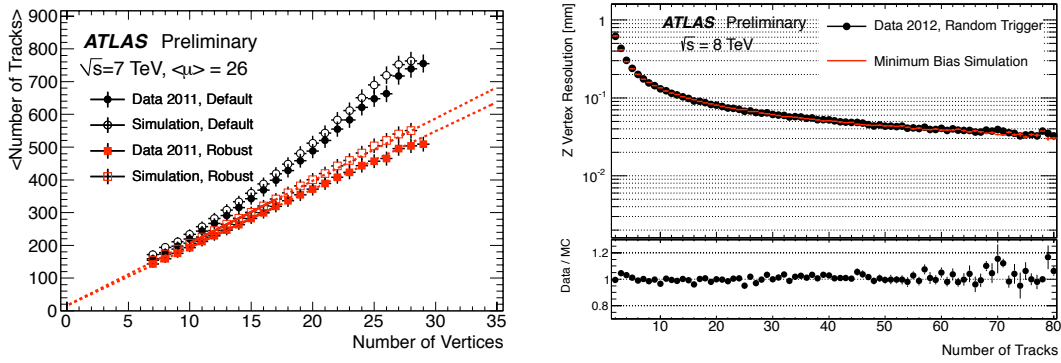 <Number of Tracks>
900
800
700
600
500
400
300
200
100
0
ATLAS Preliminary
√s=7 TeV, <μ> = 26
Data 2011, Default
Simulation, Default
Data 2011, Robust
Simulation, Robust
0 5 10 15 20 25 30 35
Number of Vertices
Z Vertex Resolution [mm]
1
10⁻¹
10⁻²
ATLAS Preliminary
√s = 8 TeV
Data 2012, Random Trigger
Minimum Bias Simulation
Data / MC
1.2
1
0.8
10 20 30 40 50 60 70 80
Number of Tracks